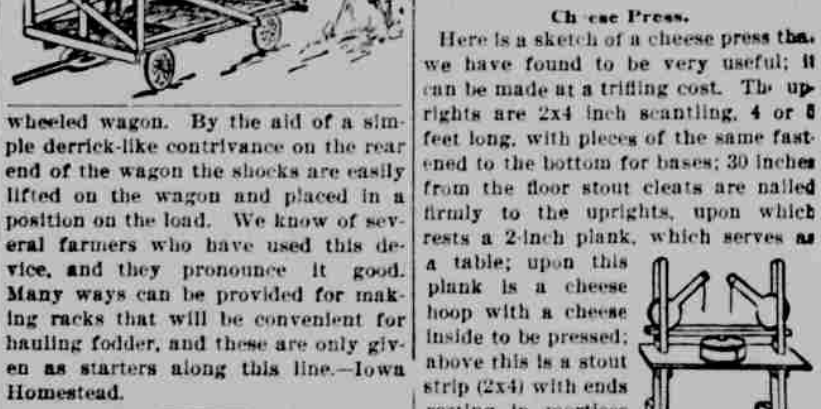 wheeled wagon. By the aid of a sim-
ple derrick-like contrivance on the rear
end of the wagon the shocks are easily
lifted on the wagon and placed in a
position on the load. We know of sev-
eral farmers who have used this de-
vice, and they pronounce it good.
Many ways can be provided for mak-
ing racks that will be convenient for
hauling fodder, and these are only giv-
en as starters along this line.—Iowa
Homestead.
Cheese Press.
Here is a sketch of a cheese press that
we have found to be very useful; it
can be made at a trifling cost. The up-
rights are 2x4 inch scantling, 4 or
feet long, with pieces of the same fast-
ened to the bottom for bases; 30 inches
from the floor stout cleats are nailed
firmly to the uprights, upon which
rests a 2-inch plank, which serves as
a table; upon this
plank is a cheese
hoop with a cheese
inside to be pressed;
above this is a stout
strip (2x4) with ends